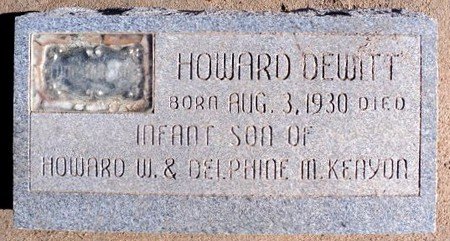 HOWARD DEWITT
BORN AUG. 3, 1930 DIED
INFANT SON OF
HOWARD W. & DELPHINE M. KENYON